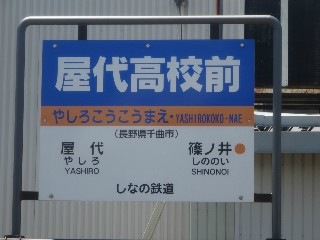 屋代高校前
やしろこうこうまえ・YASHIROKOKO-MAE
(長野県千曲市)
屋代 篠ノ井
やしろ しののい
YASHIRO SHINONOI
しなの鉄道